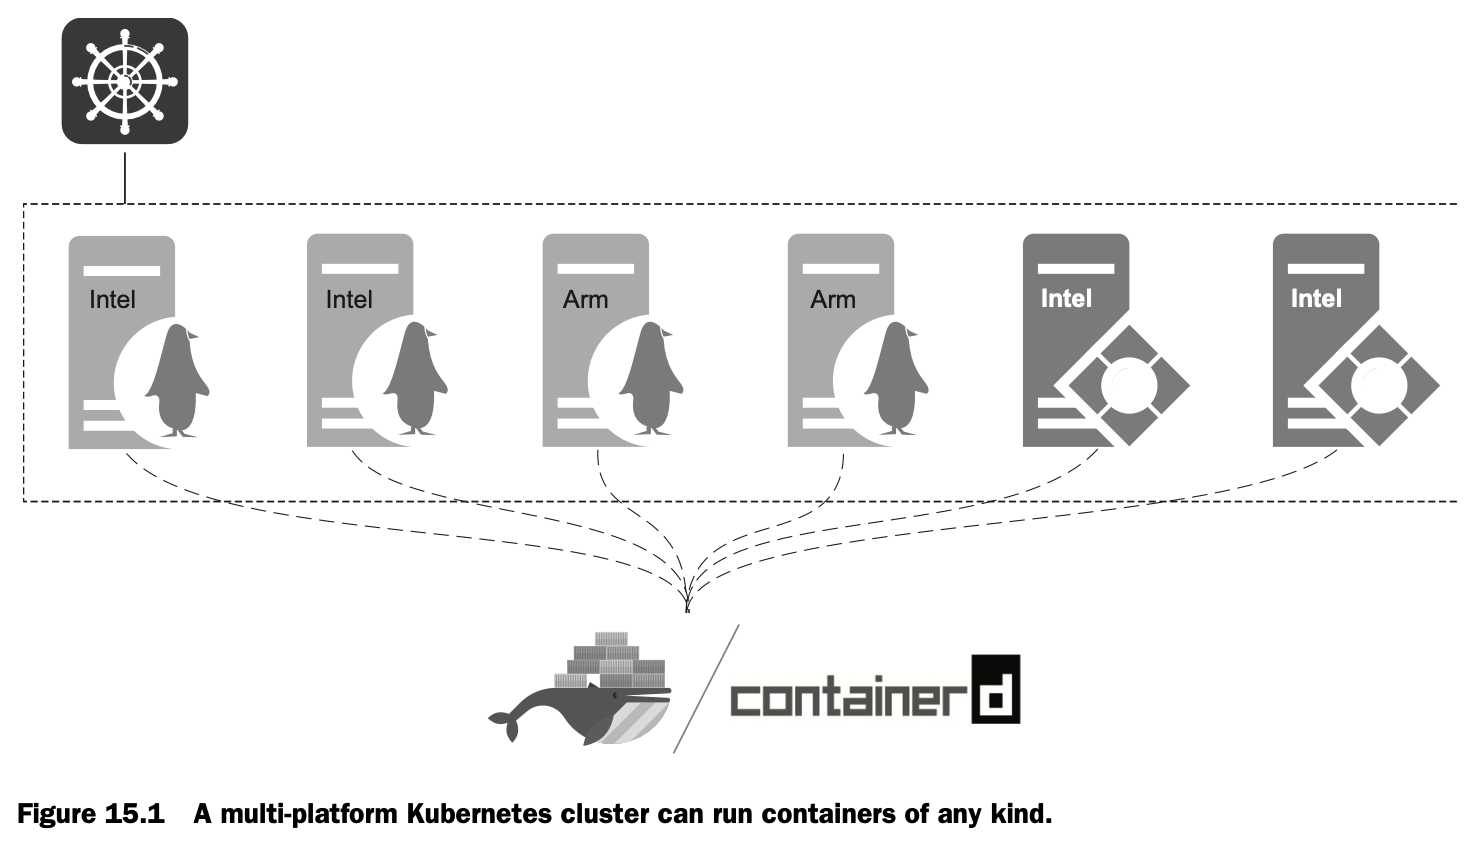 Intel
Intel
Arm
Arm
Intel
Intel
containerd
Figure 15.1 A multi-platform Kubernetes cluster can run containers of any kind.